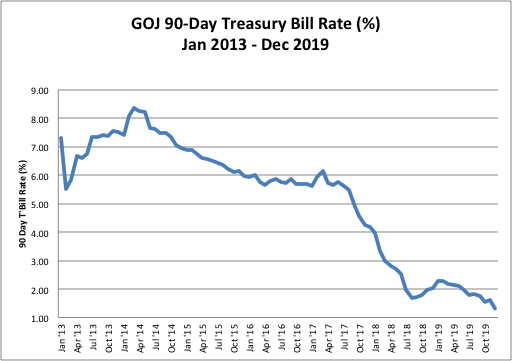 GOJ 90-Day Treasury Bill Rate (%)
Jan 2013 - Dec 2019
90 Day T'Bill Rate (%)
9.00
8.00
7.00
6.00
5.00
4.00
3.00
2.00
1.00
Jan '13
Apr '13
Jul '13
Oct '13
Jan '14
Apr '14
Jul '14
Oct '14
Jan '15
Apr '15
Jul '15
Oct '15
Jan '16
Apr '16
Jul '16
Oct '16
Jan '17
Apr '17
Jul '17
Oct '17
Jan '18
Apr '18
Jul '18
Oct '18
Jan '19
Apr '19
Jul '19
Oct '19